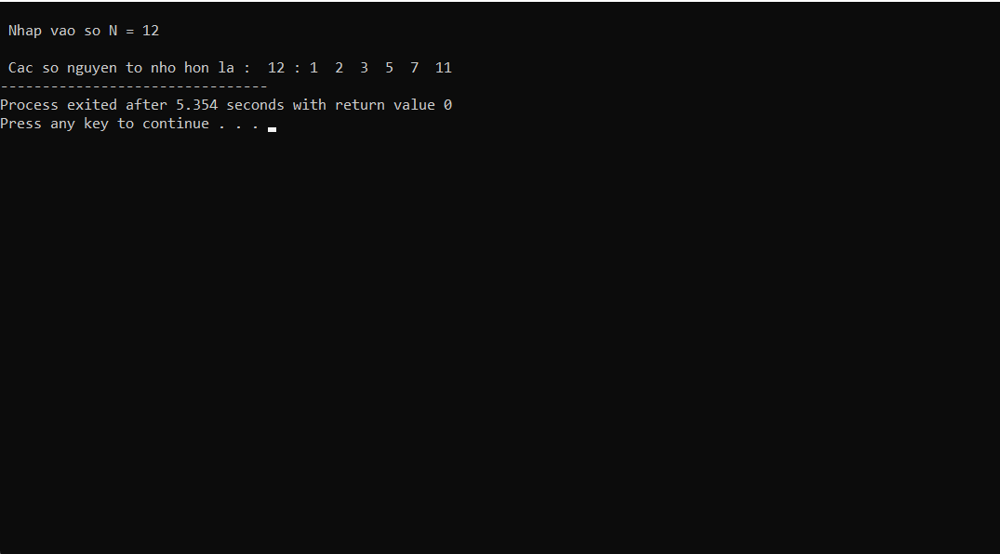 Nhap vao so N = 12
Cac so nguyen to nho hon la :  12 : 1  2  3  5  7  11
--------------------------------
Process exited after 5.354 seconds with return value 0
Press any key to continue . . .